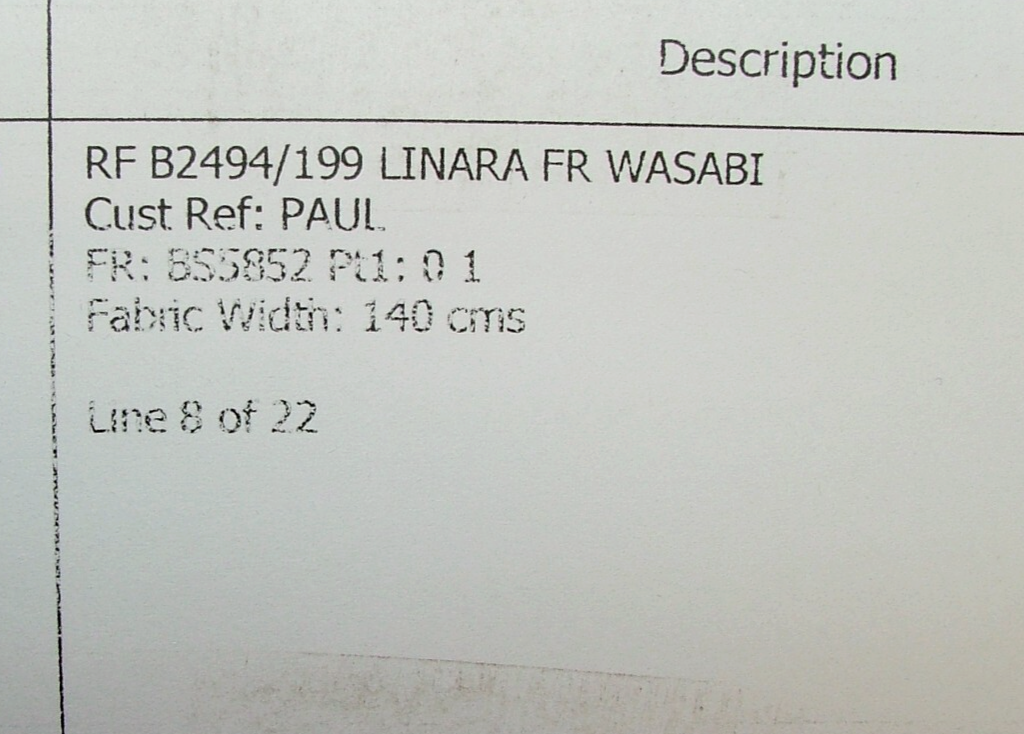 Description
RF B2494/199 LINARA FR WASABI
Cust Ref: PAUL
FR: BS5852 Pt1: 0 1
Fabric Width: 140 cms
Line 8 of 22